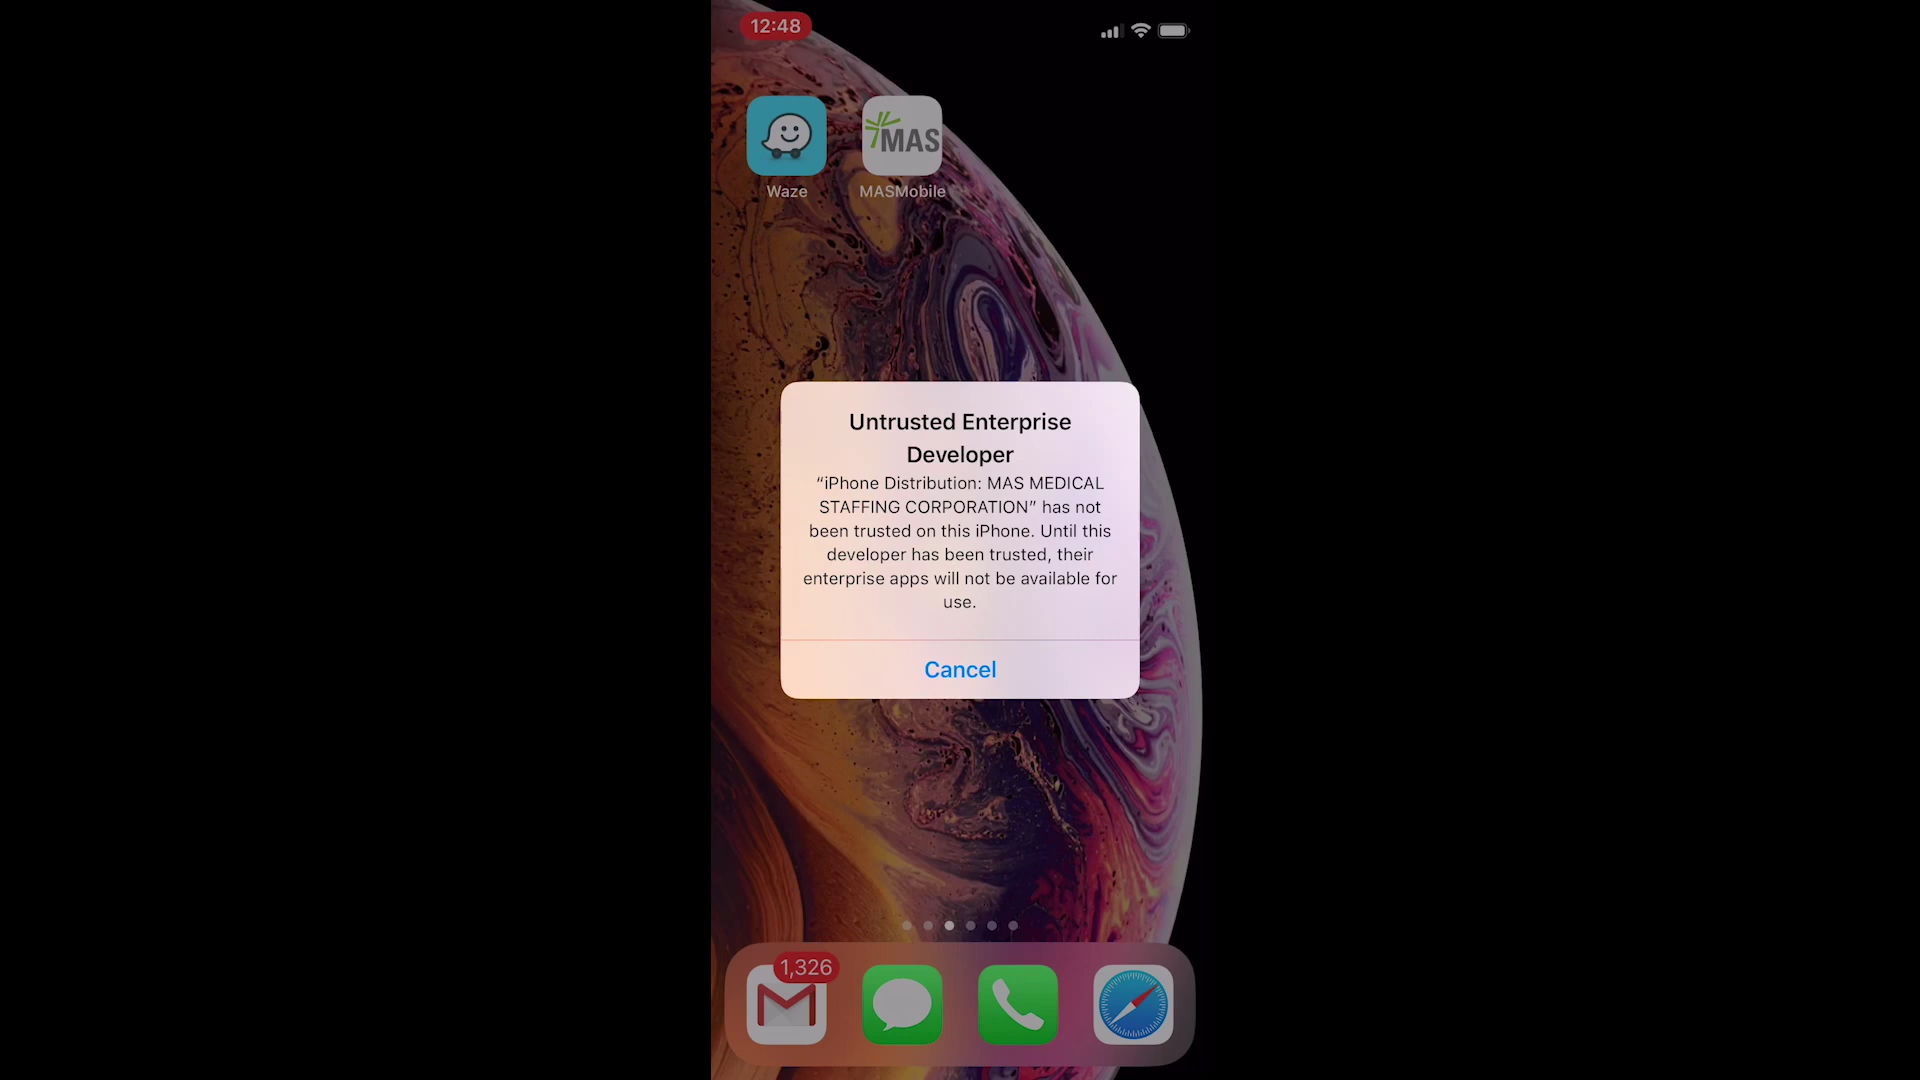 12:48
MAS
Waze
MASMobile
Untrusted Enterprise
Developer
“iPhone Distribution: MAS MEDICAL
STAFFING CORPORATION” has not
been trusted on this iPhone. Until this
developer has been trusted, their
enterprise apps will not be available for
use.
Cancel
1,326